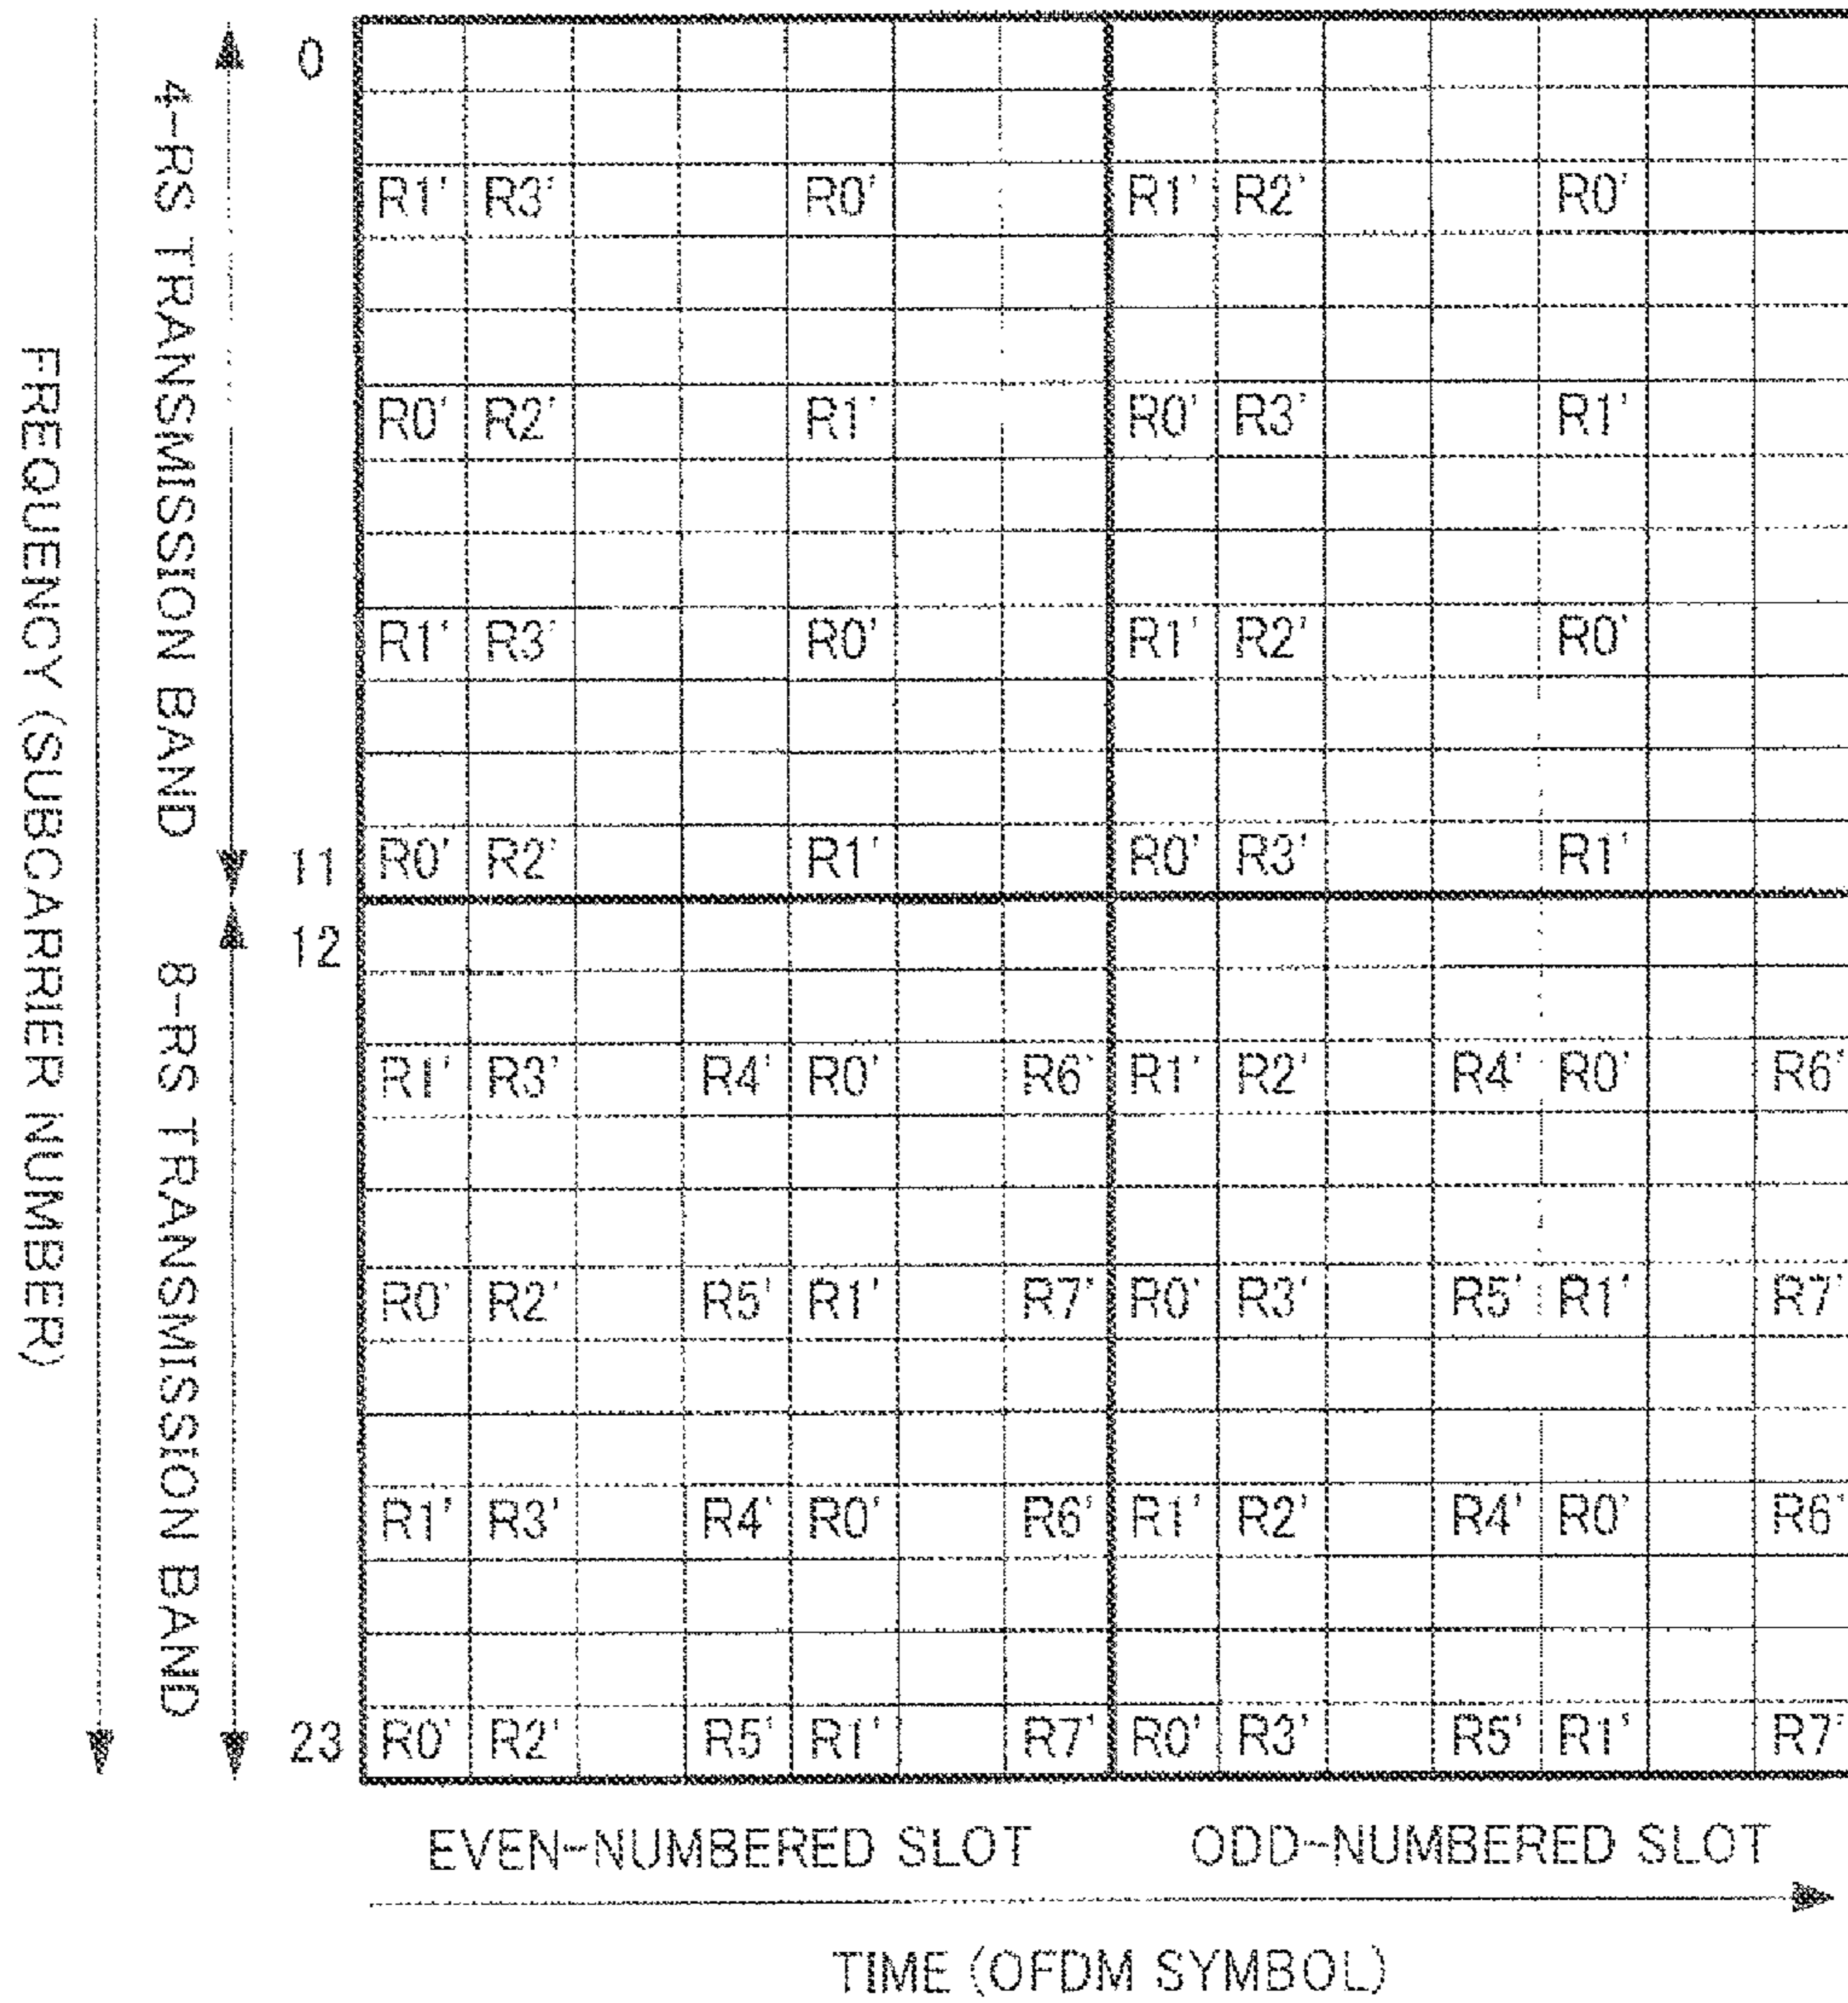 FREQUENCY (SUBCARRIER NUMBER)
4-RS TRANSMISSION BAND
8-RS TRANSMISSION BAND
0
R1' R3' R0' R1' R2' R0'
R0' R2' R1' R0' R3' R1'
R1' R3' R0' R1' R2' R0'
11 R0' R2' R1' R0' R3' R1'
12
R1' R3' R4' R0' R6' R1' R2' R4' R0' R6'
R0' R2' R5' R1' R7' R0' R3' R5' R1' R7'
R1' R3' R4' R0' R6' R1' R2' R4' R0' R6'
23 R0' R2' R5' R1' R7' R0' R3' R5' R1' R7'
EVEN-NUMBERED SLOT ODD-NUMBERED SLOT
TIME (OFDM SYMBOL)